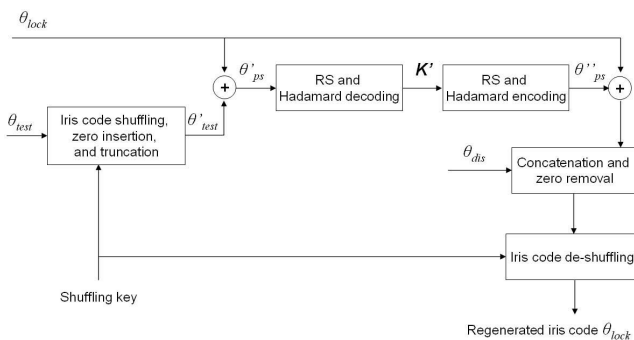 θlock
θ'ps
RS and
Hadamard decoding
K'
RS and
Hadamard encoding
θ''ps
θtest
Iris code shuffling,
zero insertion,
and truncation
θ'test
θdis
Concatenation and
zero removal
Iris code de-shuffling
Shuffling key
Regenerated iris code θlock